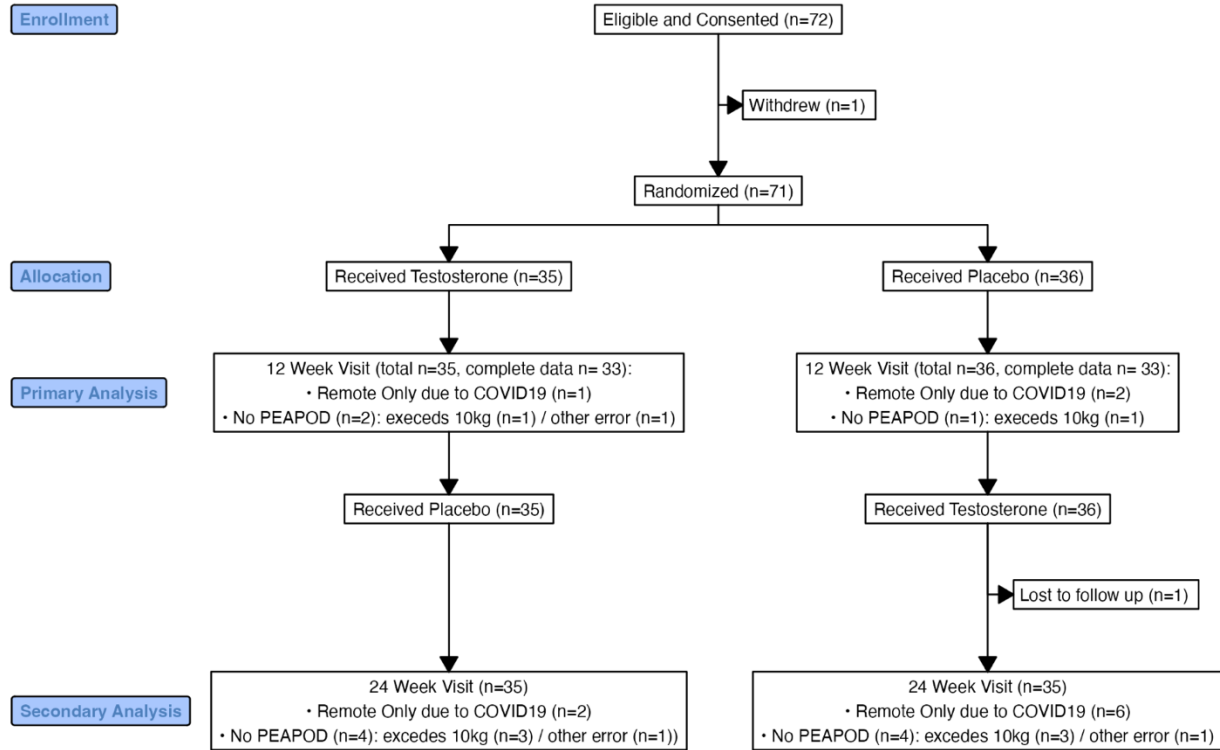 Enrollment
Eligible and Consented (n=72)
Withdrew (n=1)
Randomized (n=71)
Allocation
Received Testosterone (n=35)
Received Placebo (n=36)
Primary Analysis
12 Week Visit (total n=35, complete data n= 33):
• Remote Only due to COVID19 (n=1)
• No PEAPOD (n=2): execeds 10kg (n=1) / other error (n=1)
12 Week Visit (total n=36, complete data n= 33):
• Remote Only due to COVID19 (n=2)
• No PEAPOD (n=1): exceds 10kg (n=1)
Received Placebo (n=35)
Received Testosterone (n=36)
Lost to follow up (n=1)
Secondary Analysis
24 Week Visit (n=35)
• Remote Only due to COVID19 (n=2)
• No PEAPOD (n=4): excedes 10kg (n=3) / other error (n=1))
24 Week Visit (n=35)
• Remote Only due to COVID19 (n=6)
• No PEAPOD (n=4): excedes 10kg (n=3) / other error (n=1)